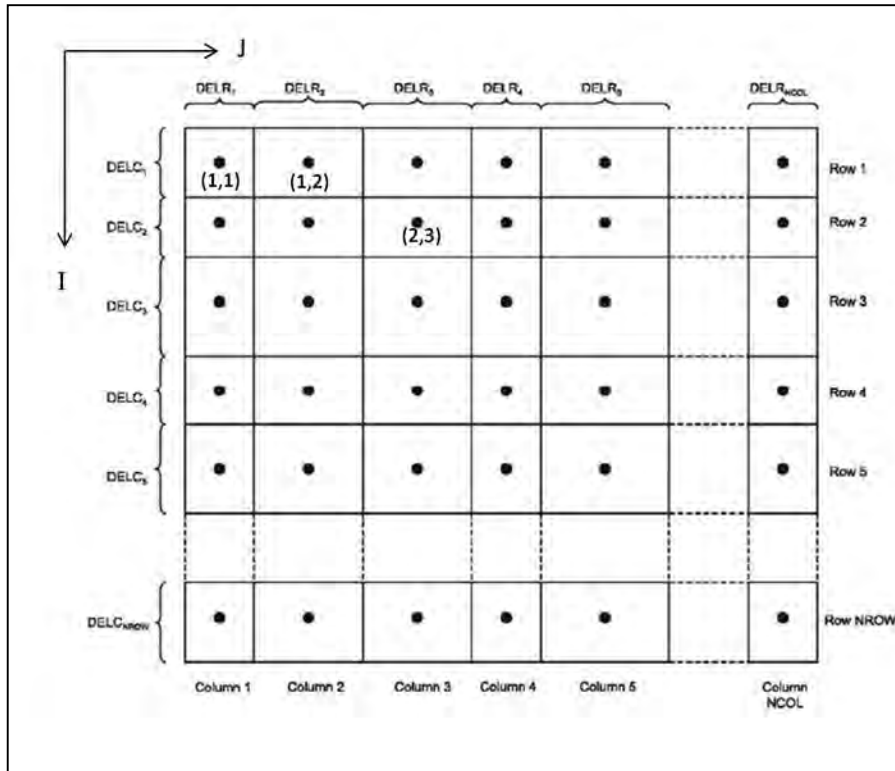 J
DELR₁ DELR₂ DELR₃ DELR₄ DELR₅ DELR_NCOL
DELC₁ Row 1
(1,1) (1,2)
DELC₂ Row 2
(2,3)
I
DELC₃ Row 3
DELC₄ Row 4
DELC₅ Row 5
DELC_NROW Row NROW
Column 1 Column 2 Column 3 Column 4 Column 5 Column
NCOL